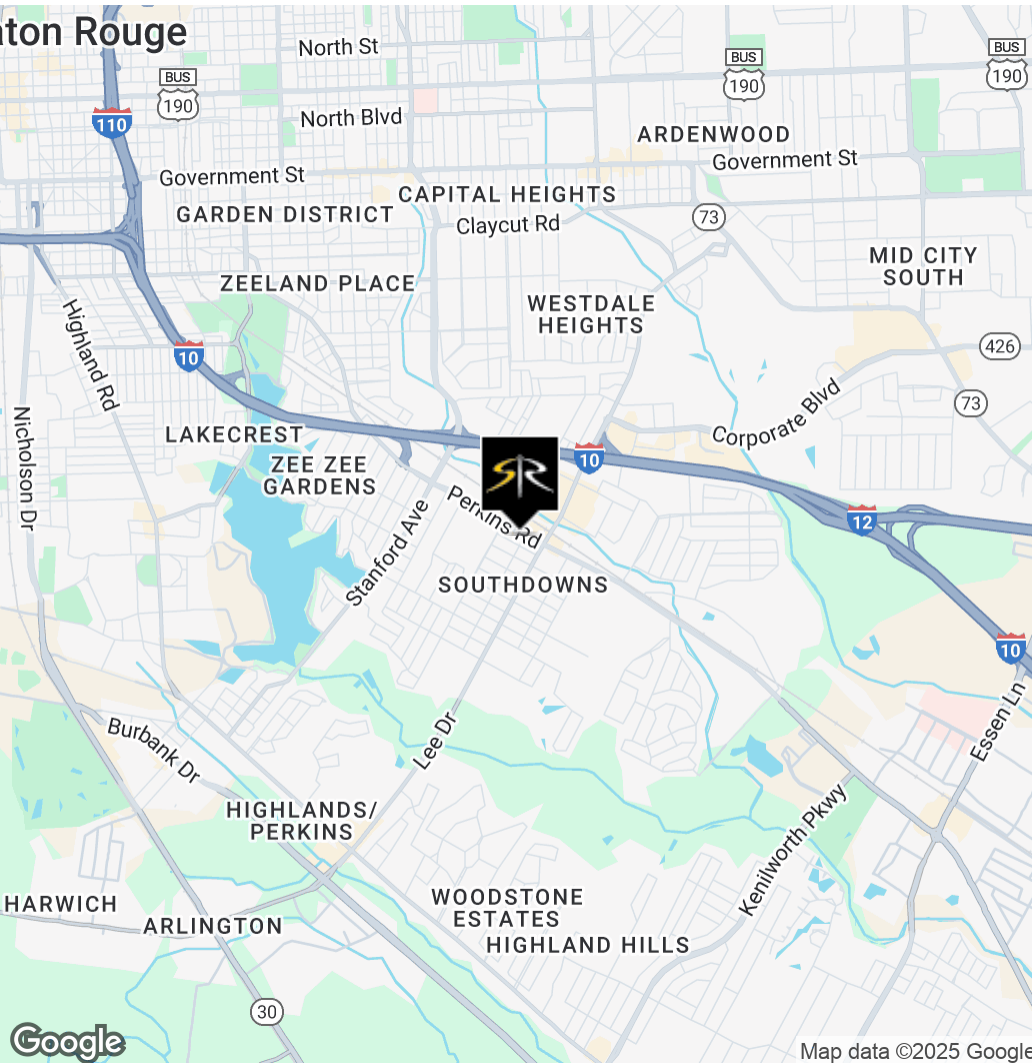 aton Rouge
North St
BUS
190
BUS
190
BUS
190
110
North Blvd
ARDENWOOD
Government St
Government St
CAPITAL HEIGHTS
GARDEN DISTRICT
Claycut Rd
73
MID CITY
SOUTH
ZEELAND PLACE
WESTDALE
HEIGHTS
Highland Rd
10
426
73
Nicholson Dr
Corporate Blvd
LAKECREST
ZEE ZEE
GARDENS
SR
10
Perkins Rd
12
Stanford Ave
SOUTHDOWNS
10
Essen Ln
Lee Dr
Burbank Dr
HIGHLANDS/
PERKINS
Kenilworth Pkwy
HARWICH
WOODSTONE
ESTATES
ARLINGTON
HIGHLAND HILLS
30
Google
Map data ©2025 Google